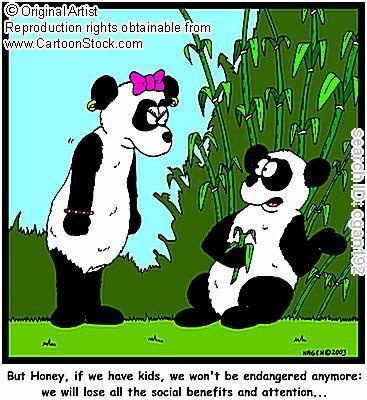 © Original Artist
Reproduction rights obtainable from
www.CartoonStock.com
search ID: cgon192
HAGEN©2003
But Honey, if we have kids, we won't be endangered anymore:
we will lose all the social benefits and attention...